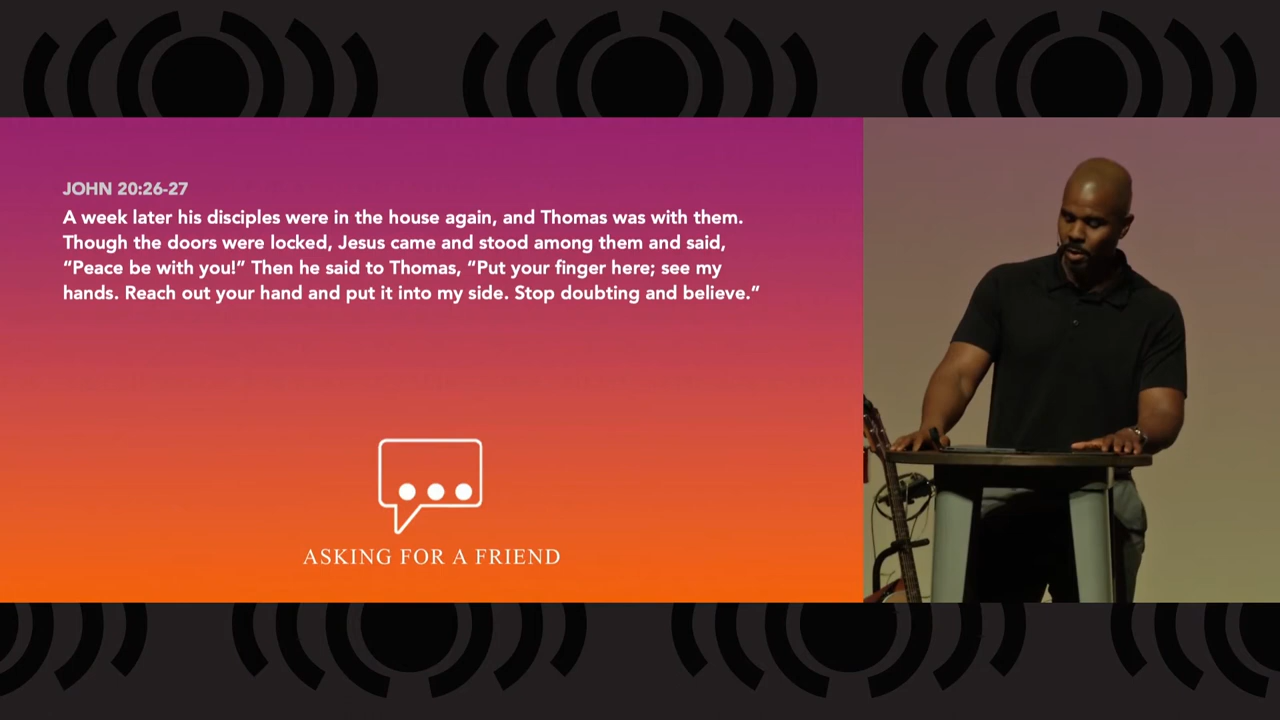 JOHN 20:26-27
A week later his disciples were in the house again, and Thomas was with them.
Though the doors were locked, Jesus came and stood among them and said,
“Peace be with you!” Then he said to Thomas, “Put your finger here; see my
hands. Reach out your hand and put it into my side. Stop doubting and believe.”
ASKING FOR A FRIEND